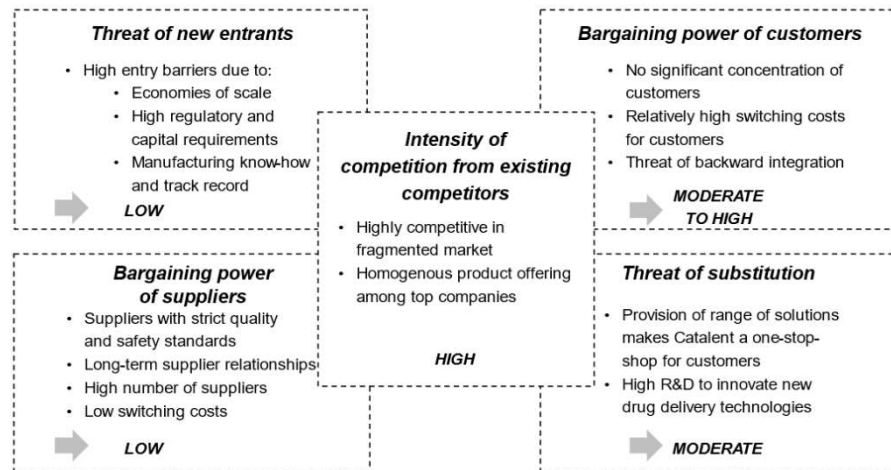 Threat of new entrants
• High entry barriers due to:
• Economies of scale
• High regulatory and
capital requirements
• Manufacturing know-how
and track record
LOW
Bargaining power of customers
• No significant concentration of
customers
• Relatively high switching costs
for customers
• Threat of backward integration
MODERATE
TO HIGH
Intensity of
competition from existing
competitors
• Highly competitive in
fragmented market
• Homogenous product offering
among top companies
HIGH
Bargaining power
of suppliers
• Suppliers with strict quality
and safety standards
• Long-term supplier relationships
• High number of suppliers
• Low switching costs
LOW
Threat of substitution
• Provision of range of solutions
makes Catalent a one-stop-
shop for customers
• High R&D to innovate new
drug delivery technologies
MODERATE